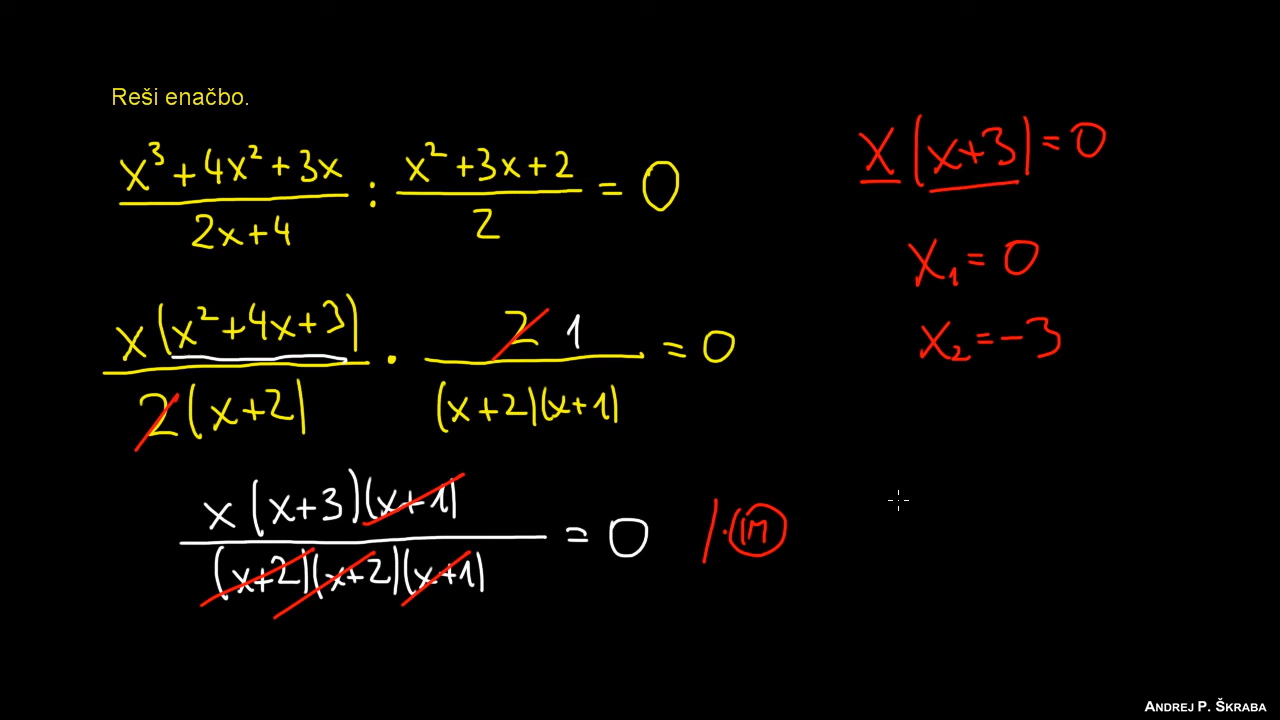 Reši enačbo.
(x³+4x²+3x)/(2x+4) : (x²+3x+2)/2 = 0
x(x²+4x+3)/(2(x+2)) · 2 1/((x+2)(x+1)) = 0
x(x+3)(x+1)/((x+2)(x+2)(x+1)) = 0 /·(IM)
x(x+3)=0
x₁=0
x₂=-3
ANDREJ P. ŠKRABA